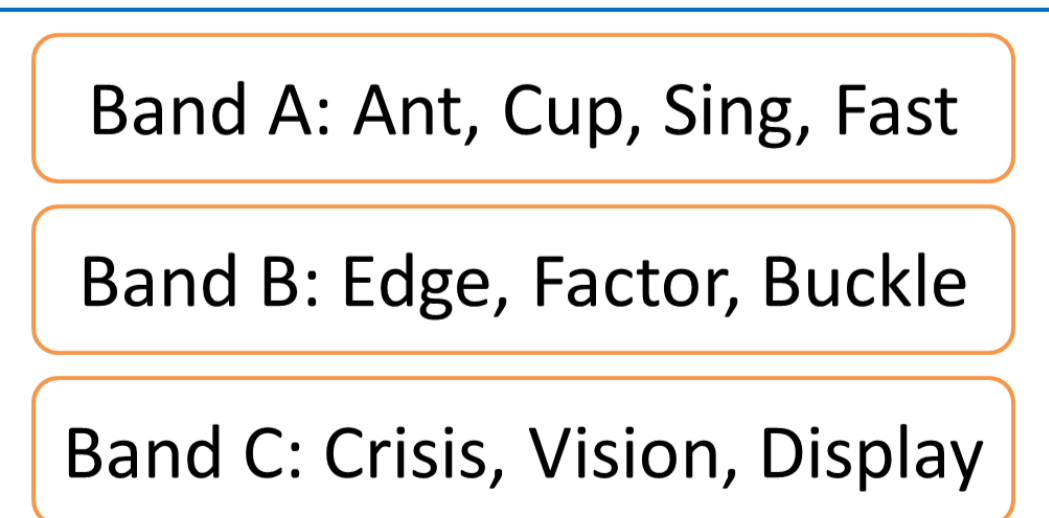 Band A: Ant, Cup, Sing, Fast
Band B: Edge, Factor, Buckle
Band C: Crisis, Vision, Display